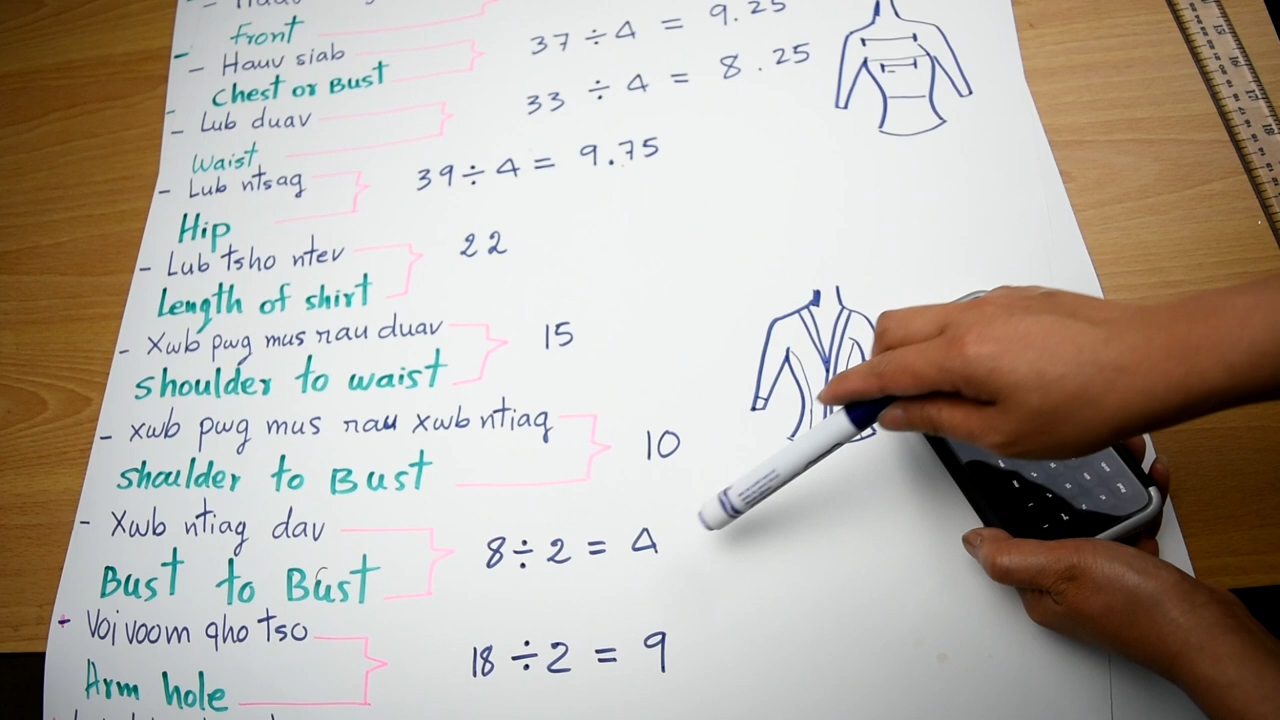 Front
- Hauv siab 37 ÷ 4 = 9.25
Chest or Bust
- Lub duav 33 ÷ 4 = 8.25
Waist
- Lub ntsag 39 ÷ 4 = 9.75
Hip
- Lub tsho ntev 22
Length of shirt
- Xwb pwg mus rau duav 15
Shoulder to waist
- xwb pwg mus rau xwb ntiag 10
shoulder to Bust
- Xwb ntiag dav 8 ÷ 2 = 4
Bust to Bust
+ Voj voom qho tso 18 ÷ 2 = 9
Arm hole